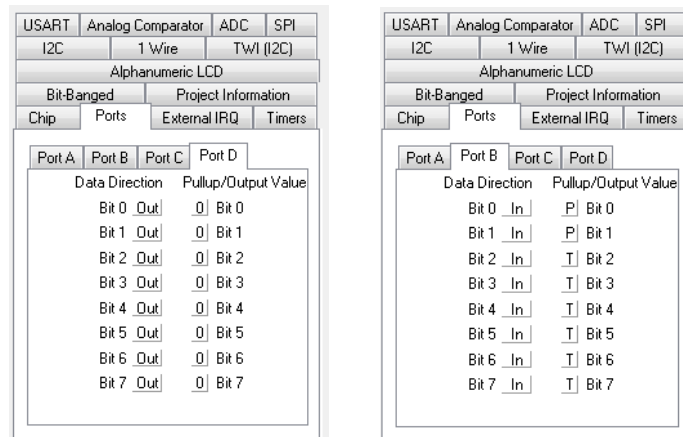 USART Analog Comparator ADC SPI
I2C 1 Wire TWI (I2C)
Alphanumeric LCD
Bit-Banged Project Information
Chip Ports External IRQ Timers
Port A Port B Port C Port D
Data Direction Pullup/Output Value
Bit 0 Out 0 Bit 0
Bit 1 Out 0 Bit 1
Bit 2 Out 0 Bit 2
Bit 3 Out 0 Bit 3
Bit 4 Out 0 Bit 4
Bit 5 Out 0 Bit 5
Bit 6 Out 0 Bit 6
Bit 7 Out 0 Bit 7
USART Analog Comparator ADC SPI
I2C 1 Wire TWI (I2C)
Alphanumeric LCD
Bit-Banged Project Information
Chip Ports External IRQ Timers
Port A Port B Port C Port D
Data Direction Pullup/Output Value
Bit 0 In P Bit 0
Bit 1 In P Bit 1
Bit 2 In T Bit 2
Bit 3 In T Bit 3
Bit 4 In T Bit 4
Bit 5 In T Bit 5
Bit 6 In T Bit 6
Bit 7 In T Bit 7